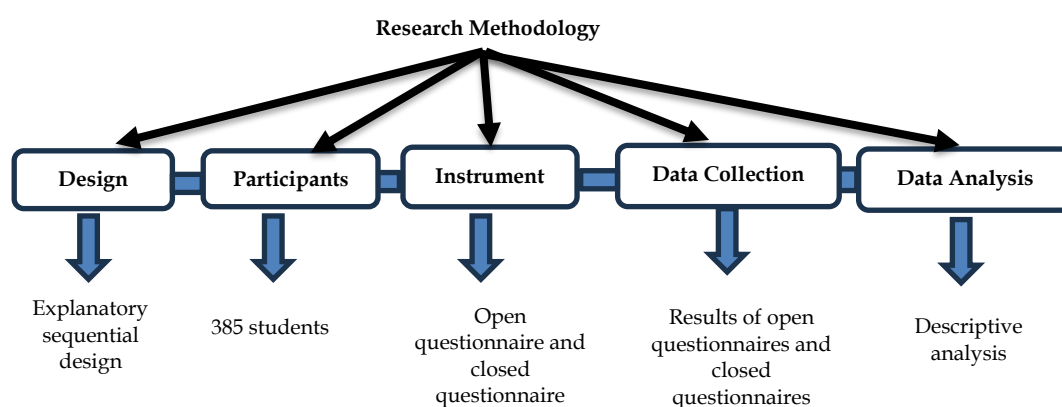 Research Methodology
Design
Participants
Instrument
Data Collection
Data Analysis
Explanatory
sequential
design
385 students
Open
questionnaire and
closed
questionnaire
Results of open
questionnaires and
closed
questionnaires
Descriptive
analysis